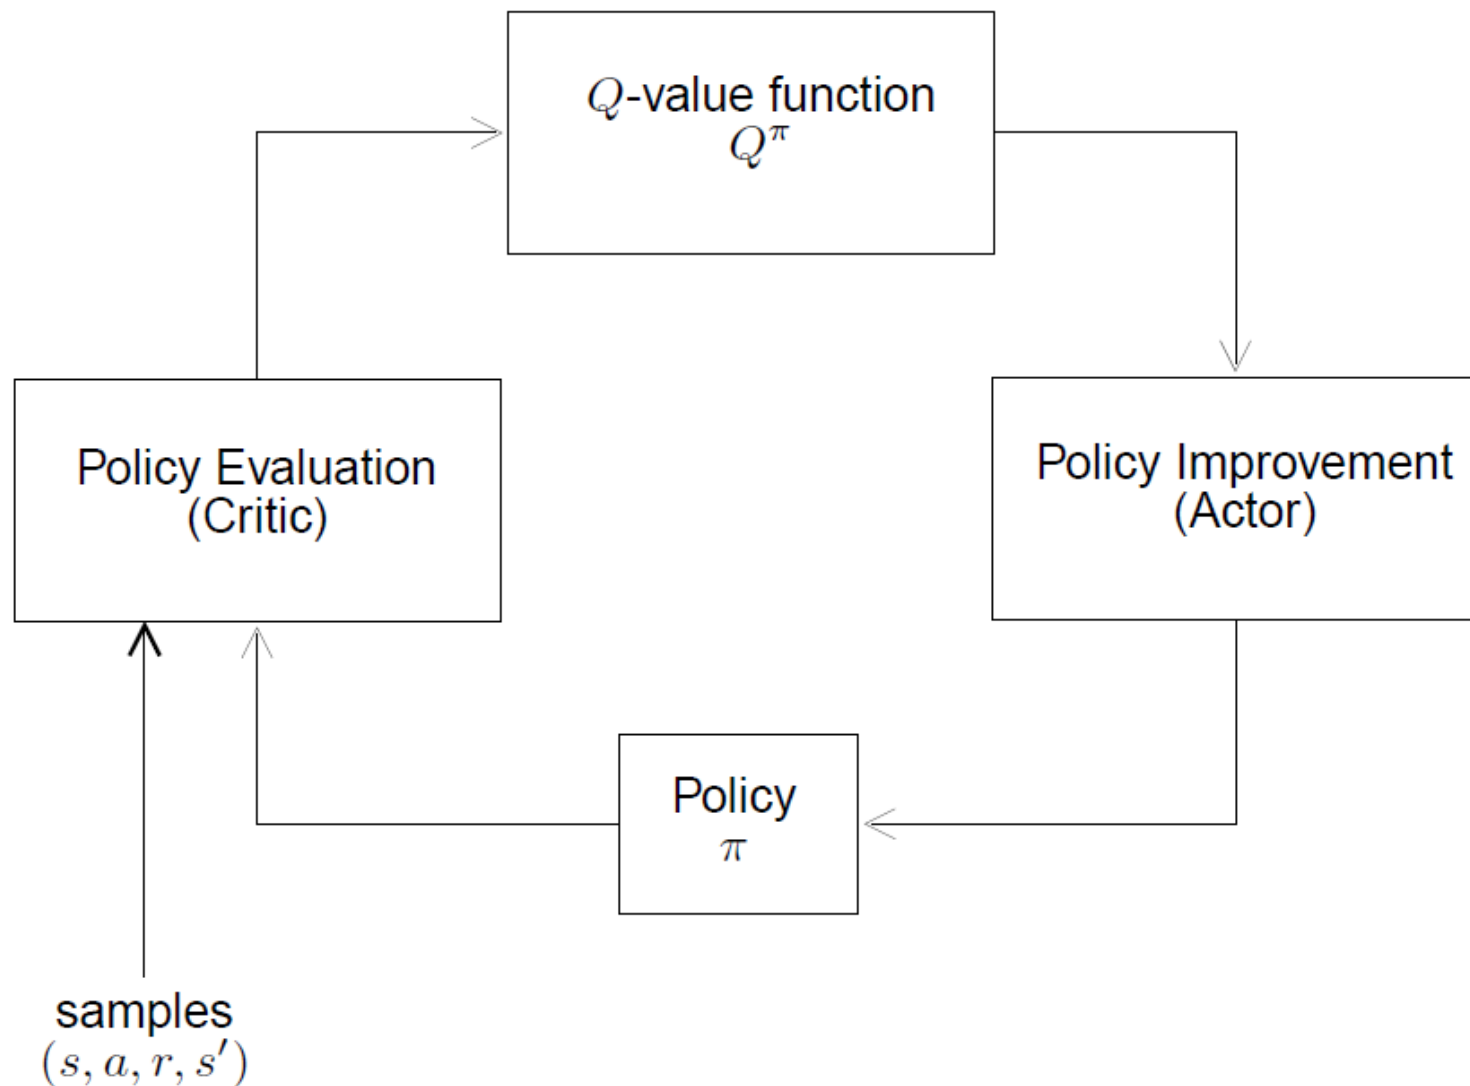 Q-value function
Q^π
Policy Evaluation
(Critic)
Policy Improvement
(Actor)
Policy
π
samples
(s, a, r, s′)